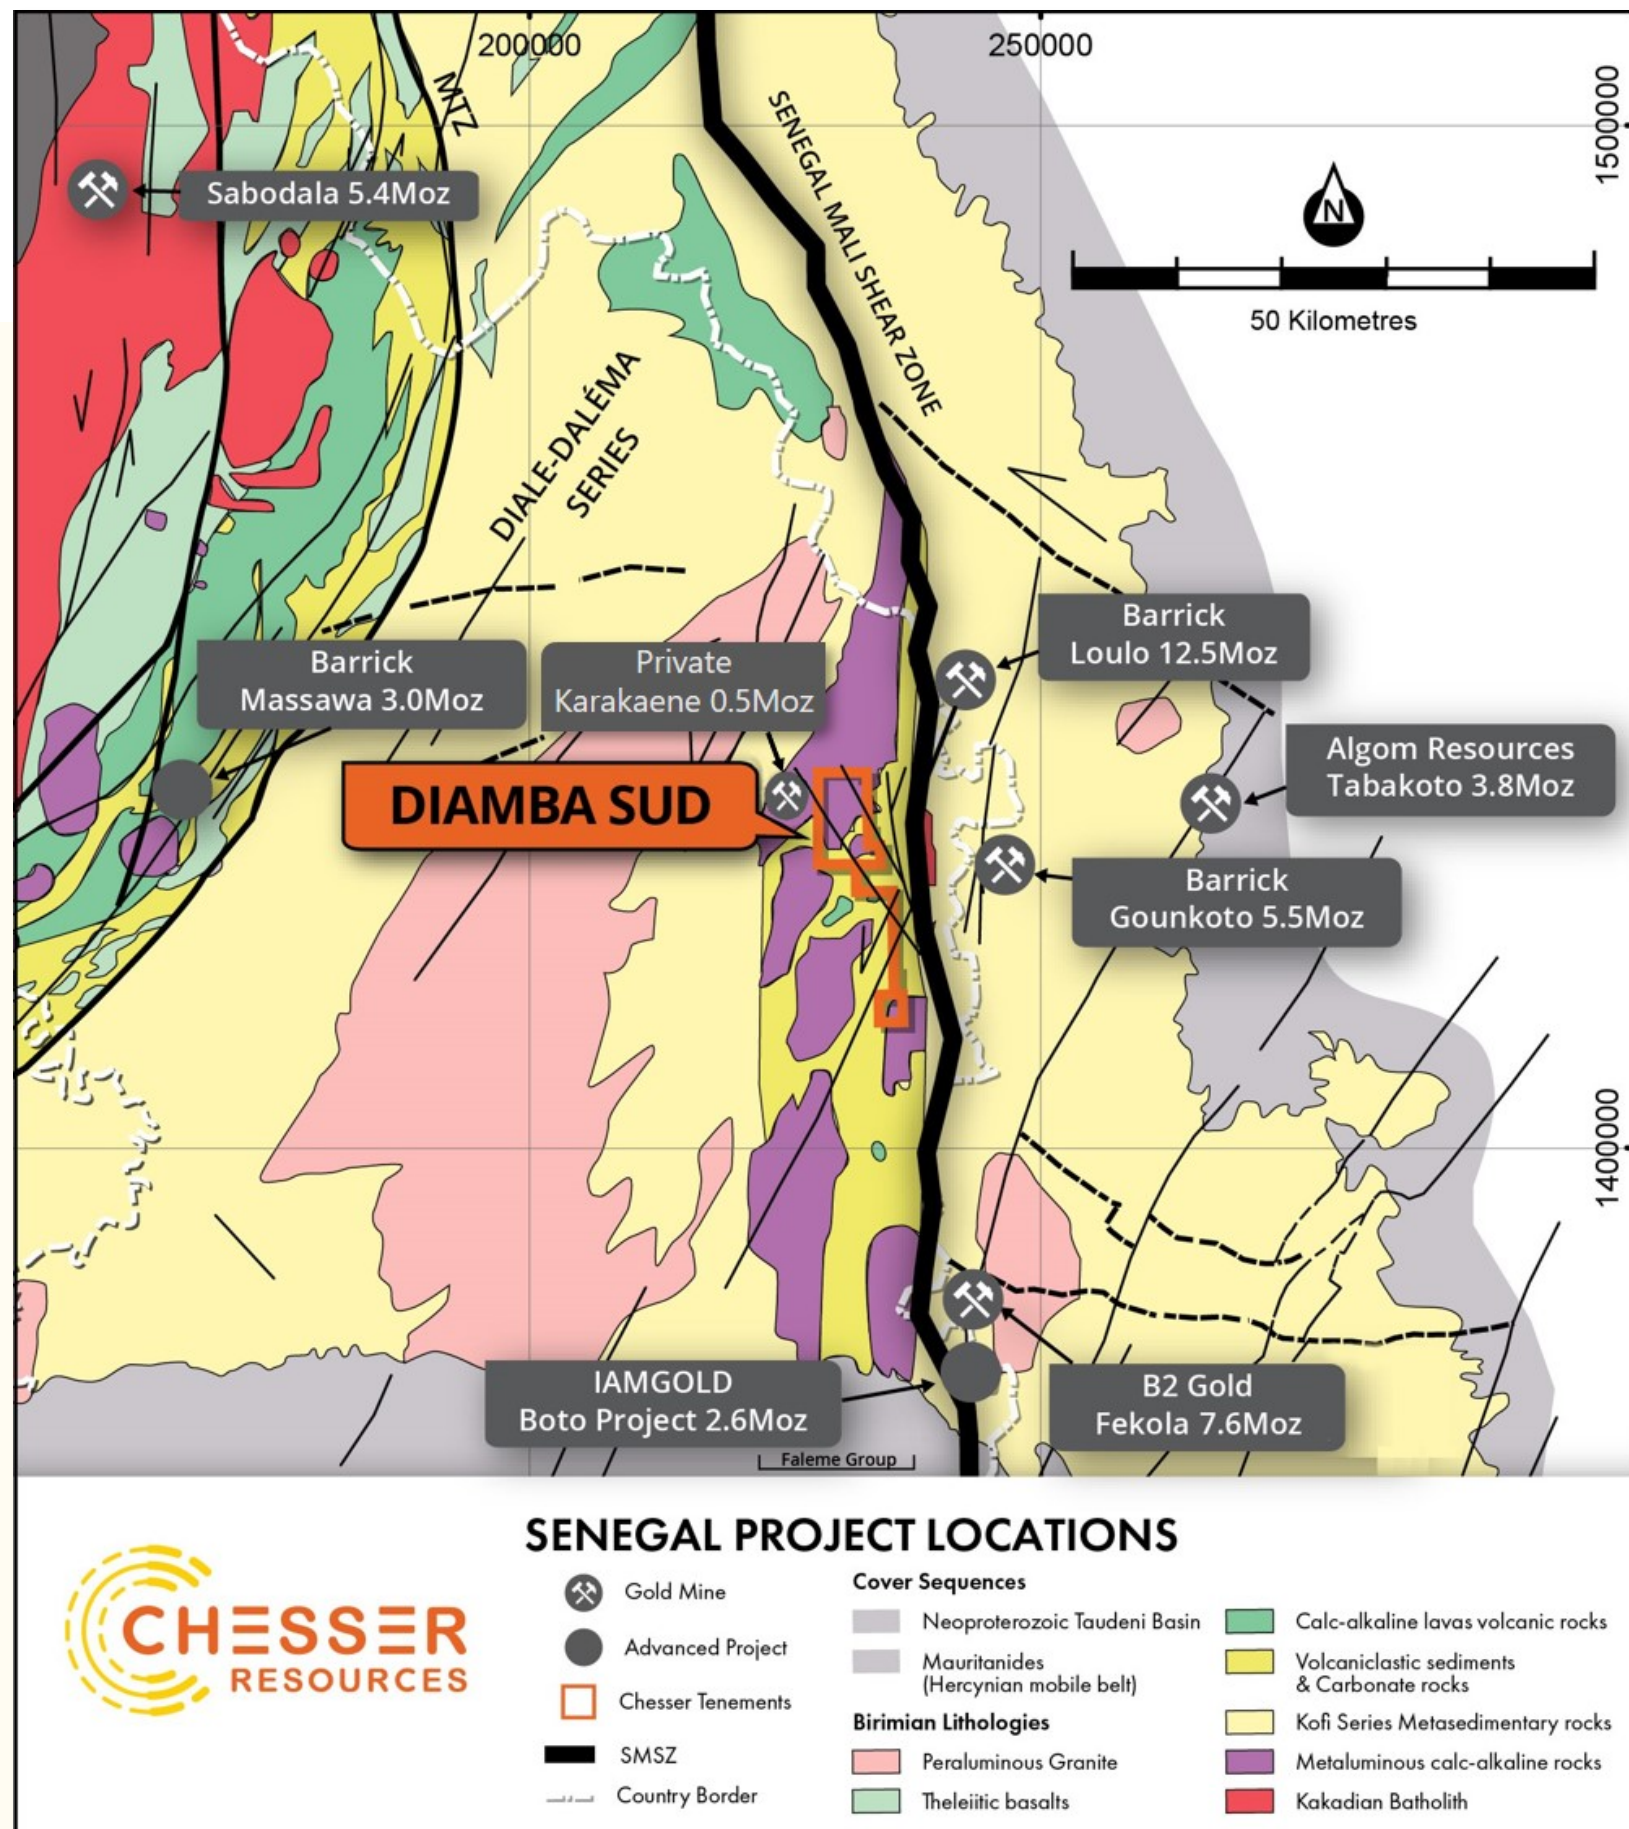 200000
250000
1500000
MTZ
SENEGAL MALI SHEAR ZONE
N
Sabodala 5.4Moz
50 Kilometres
DIALE-DALÉMA
SERIES
Barrick
Loulo 12.5Moz
Barrick
Massawa 3.0Moz
Private
Karakaene 0.5Moz
Algom Resources
Tabakoto 3.8Moz
DIAMBA SUD
Barrick
Gounkoto 5.5Moz
1400000
IAMGOLD
Boto Project 2.6Moz
B2 Gold
Fekola 7.6Moz
Faleme Group
SENEGAL PROJECT LOCATIONS
CHESSER
RESOURCES
Gold Mine
Advanced Project
Chesser Tenements
SMSZ
Country Border
Cover Sequences
Neoproterozoic Taudeni Basin
Mauritanides
(Hercynian mobile belt)
Birimian Lithologies
Peraluminous Granite
Theleiitic basalts
Calc-alkaline lavas volcanic rocks
Volcaniclastic sediments
& Carbonate rocks
Kofi Series Metasedimentary rocks
Metaluminous calc-alkaline rocks
Kakadian Batholith